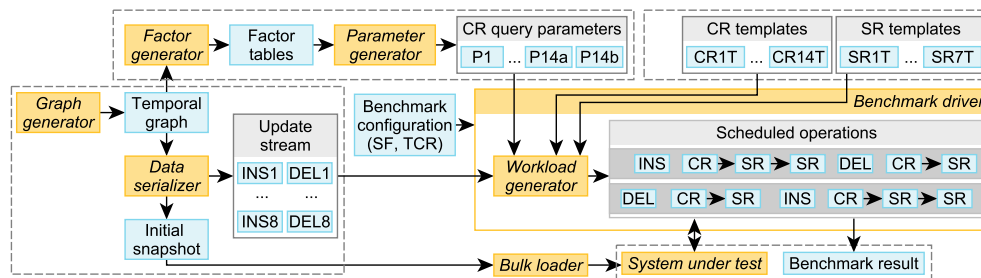 Factor generator
Factor tables
Parameter generator
CR query parameters
P1 ... P14a P14b
CR templates
CR1T ... CR14T
SR templates
SR1T ... SR7T
Graph generator
Temporal graph
Data serializer
Initial snapshot
Update stream
INS1 DEL1
... ...
INS8 DEL8
Benchmark configuration (SF, TCR)
Benchmark driver
Workload generator
Scheduled operations
INS CR SR SR DEL CR SR
DEL CR SR INS CR SR SR
Bulk loader
System under test
Benchmark result